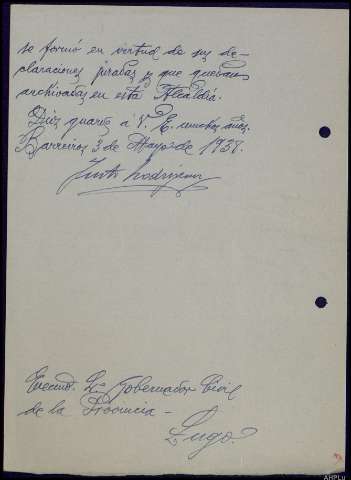 se formó en virtud de sus de-
claraciones juradas y que quedan
archivadas en esta Alcaldía.
Dios guarde á V. E. muchos años.
Barreiros 3 de Mayo de 1937.
Justo Rodríguez
Excmo. Sr. Gobernador Civil
de la Provincia -
Lugo.
AHPLu